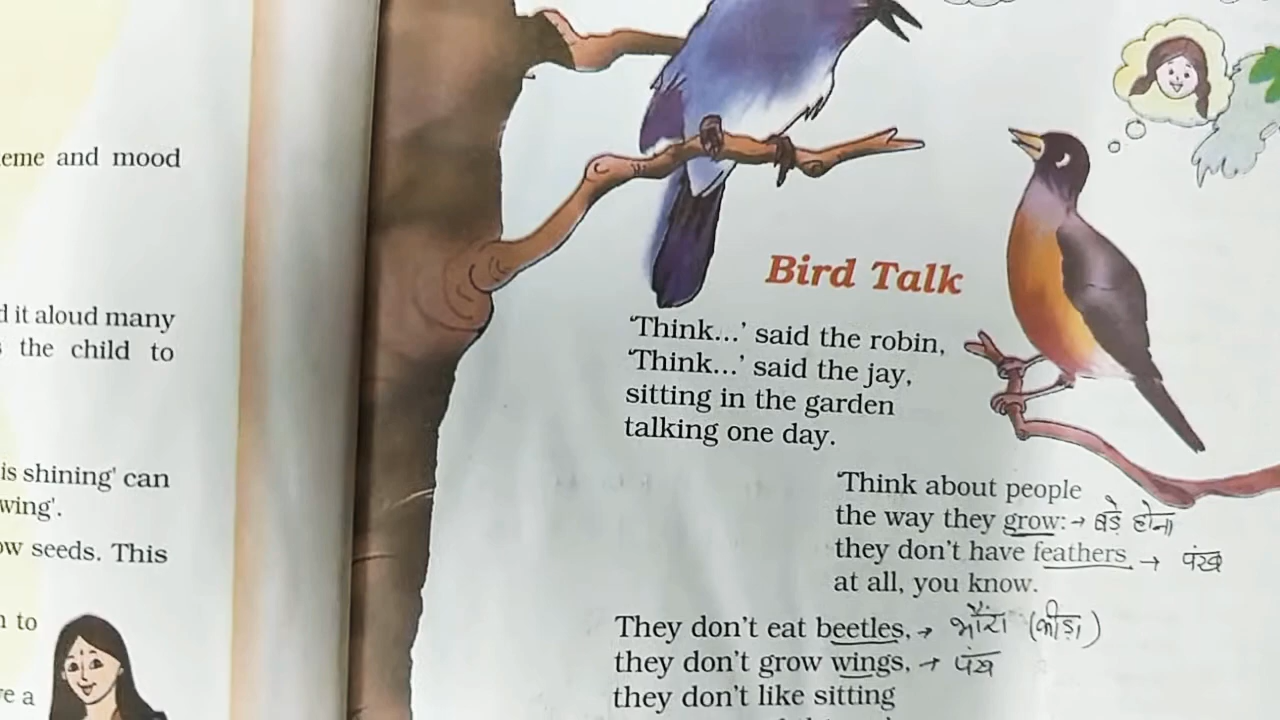 eme and mood
d it aloud many
the child to
is shining' can
wing'.
ow seeds. This
to
a
Bird Talk
'Think...' said the robin,
'Think...' said the jay,
sitting in the garden
talking one day.
'Think about people
the way they grow:→ बड़े होना
they don't have feathers → पंख
at all, you know.
They don't eat beetles,→ भौंरा (कीड़ा)
they don't grow wings,→ पंख
they don't like sitting